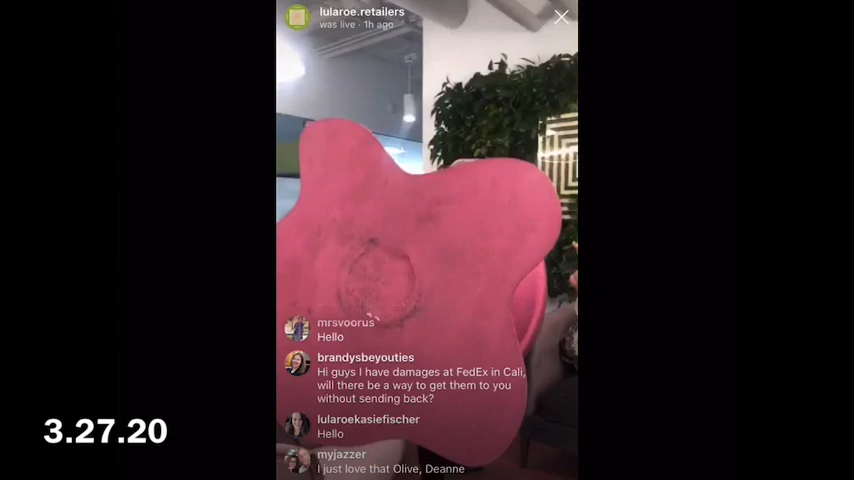 lularoe.retailers
was live · 1h ago
mrsvoorus
Hello
brandysbeyouties
Hi guys I have damages at FedEx in Cali,
will there be a way to get them to you
without sending back?
lularoekasiefischer
Hello
myjazzer
I just love that Olive, Deanne
3.27.20